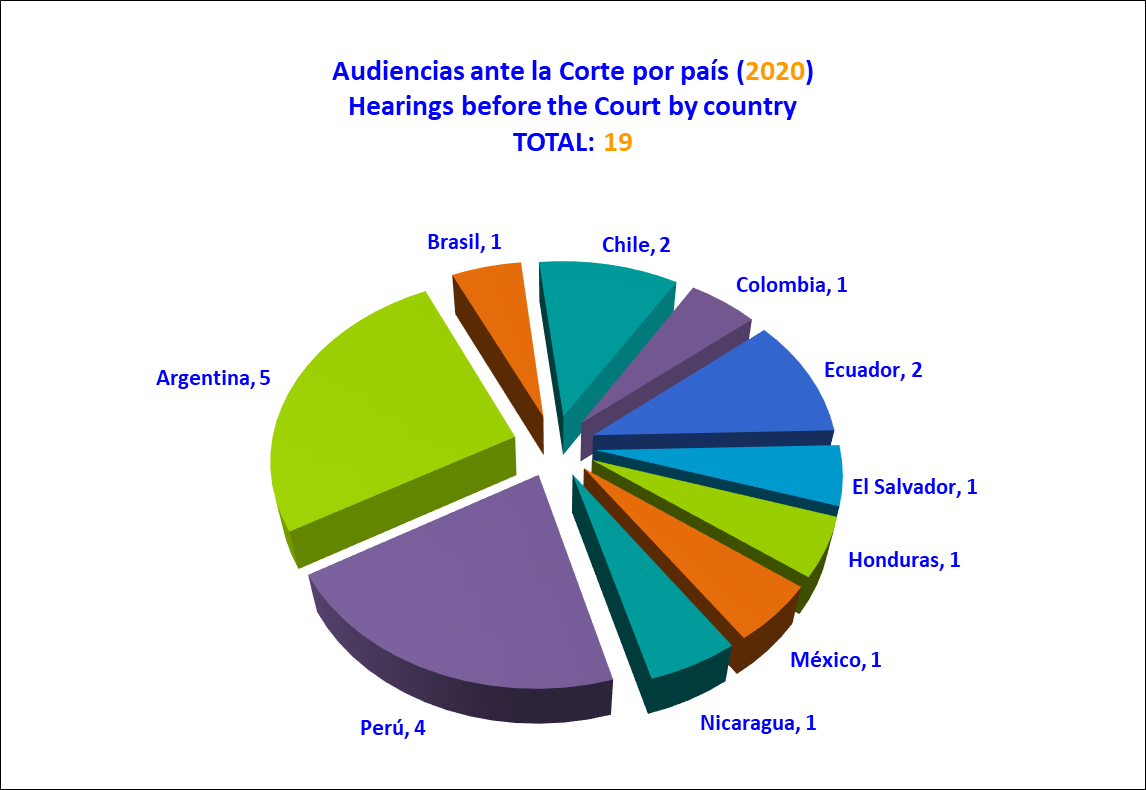 Audiencias ante la Corte por país (2020)
Hearings before the Court by country
TOTAL: 19
Brasil, 1
Chile, 2
Colombia, 1
Ecuador, 2
Argentina, 5
El Salvador, 1
Honduras, 1
México, 1
Nicaragua, 1
Perú, 4